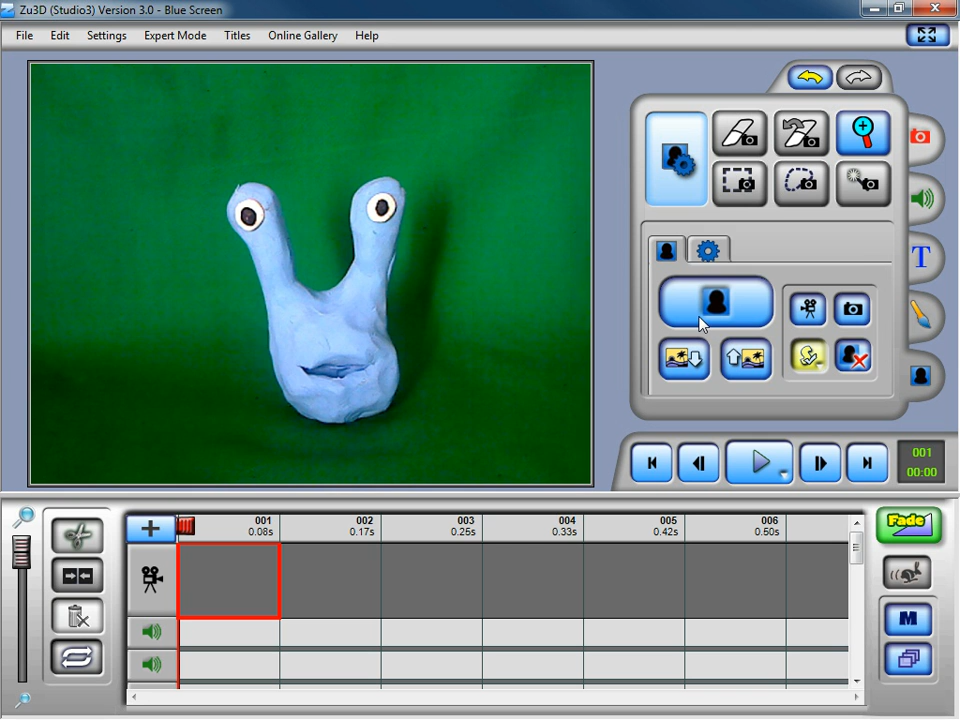 Zu3D (Studio3) Version 3.0 - Blue Screen
File Edit Settings Expert Mode Titles Online Gallery Help
T
001
00:00
001 002 003 004 005 006
0.08s 0.17s 0.25s 0.33s 0.42s 0.50s
Fade
M